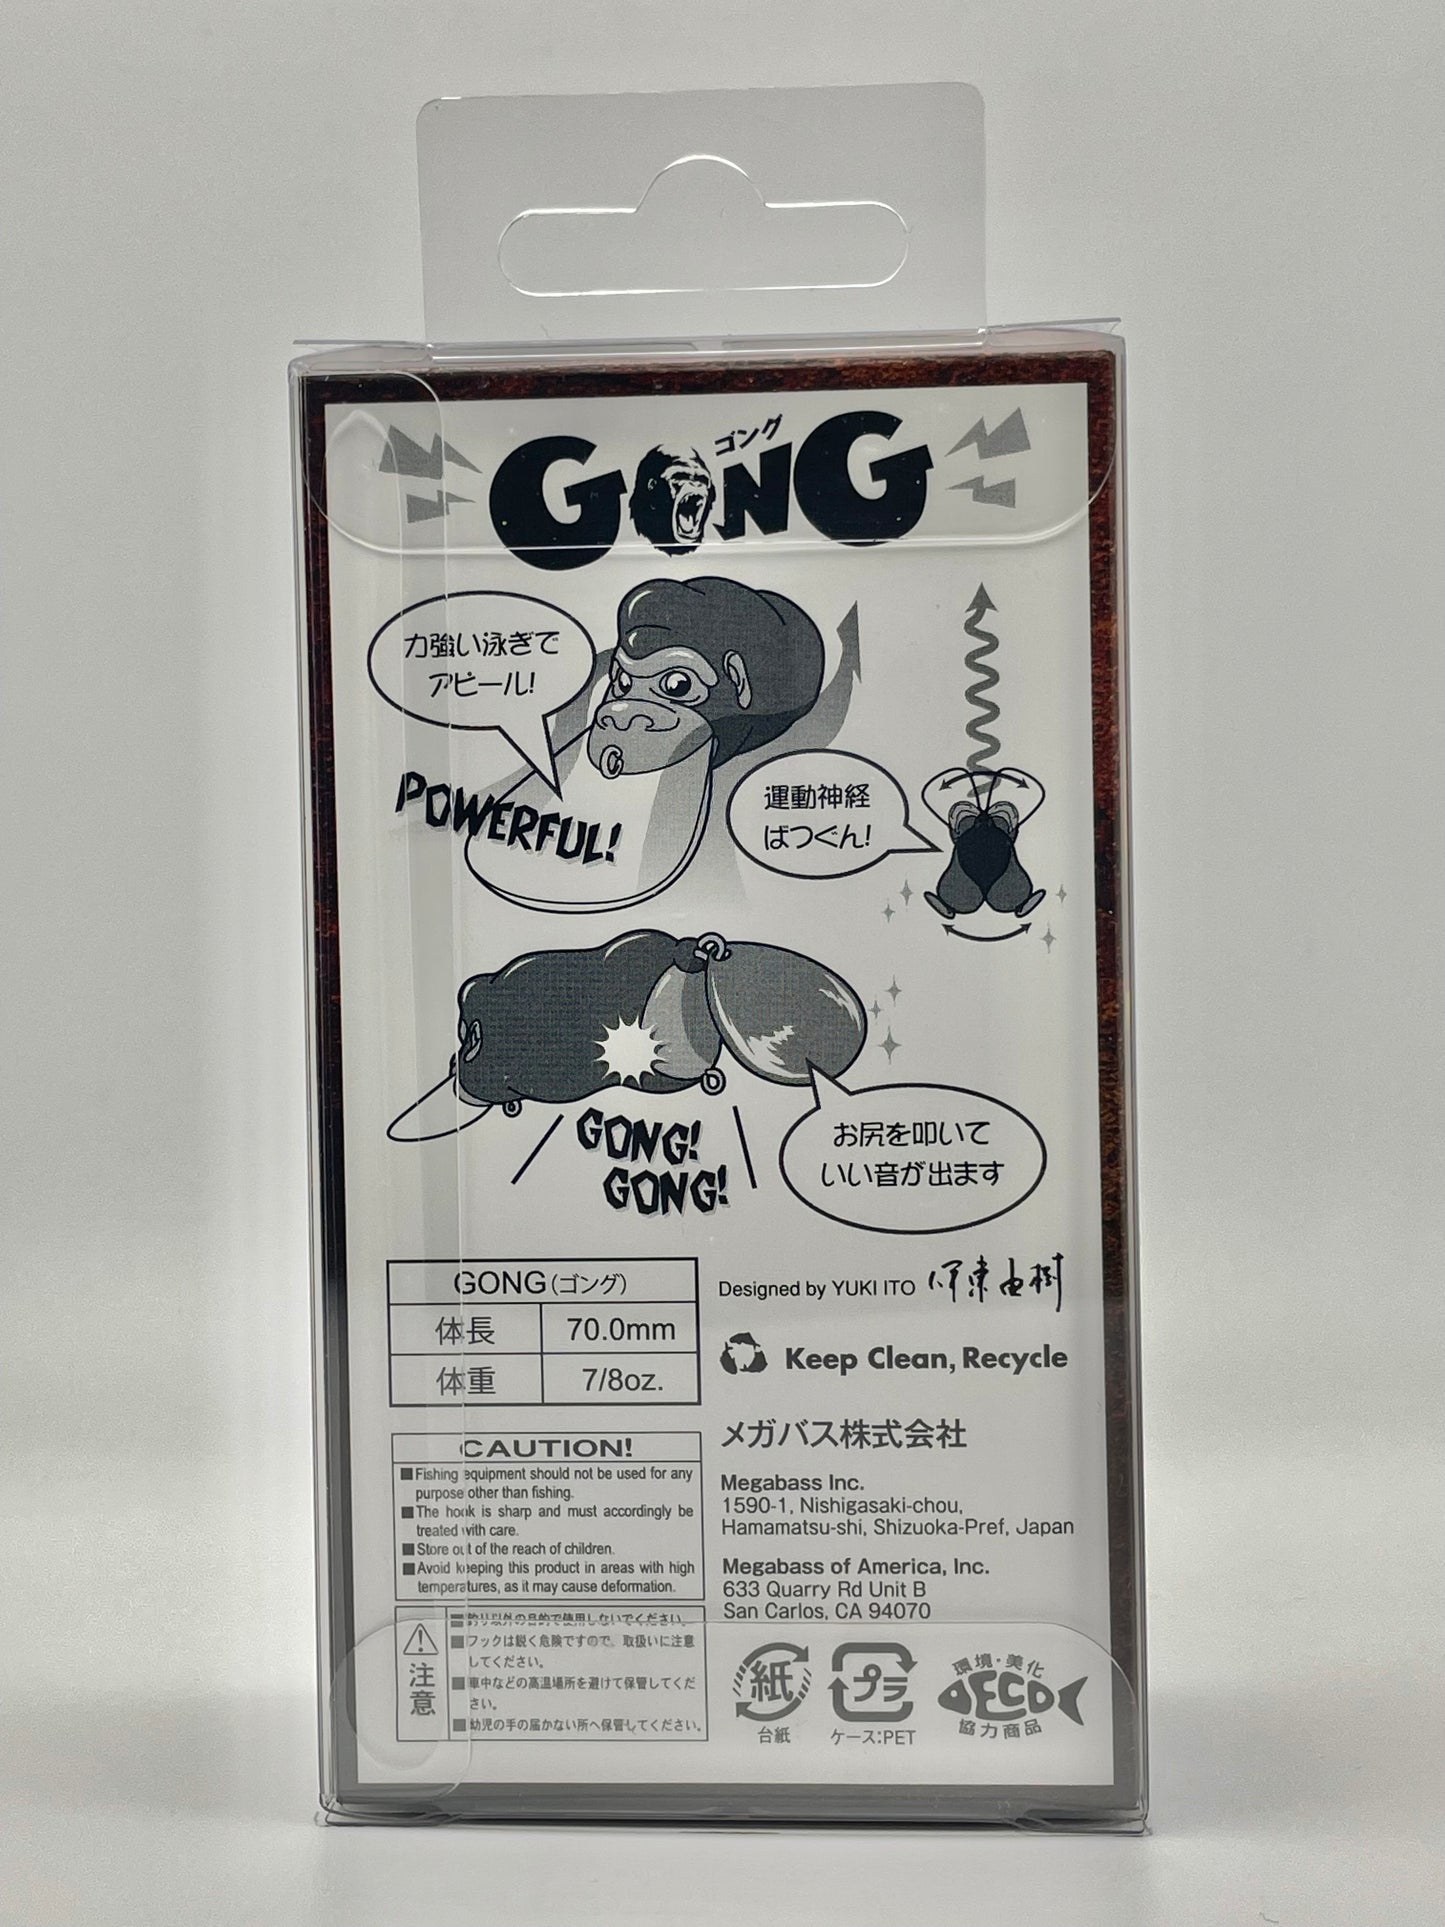 GONG
ゴング
力強い泳ぎで
アピール!
POWERFUL!
運動神経
ばつぐん!
GONG!
GONG!
お尻を叩いて
いい音が出ます
GONG(ゴング)
体長 70.0mm
体重 7/8oz.
Designed by YUKI ITO 伊東由樹
Keep Clean, Recycle
CAUTION!
■Fishing equipment should not be used for any
purpose other than fishing.
■The hook is sharp and must accordingly be
treated with care.
■Store out of the reach of children.
■Avoid keeping this product in areas with high
temperatures, as it may cause deformation.
注意
■釣り以外の目的で使用しないでください。
■フックは鋭く危険ですので、取扱いに注意
してください。
■車中などの高温場所を避けて保管してくだ
さい。
■幼児の手の届かない所へ保管してください。
メガバス株式会社
Megabass Inc.
1590-1, Nishigasaki-chou,
Hamamatsu-shi, Shizuoka-Pref, Japan
Megabass of America, Inc.
633 Quarry Rd Unit B
San Carlos, CA 94070
紙
台紙
プラ
ケース:PET
環境・美化
ECO
協力商品